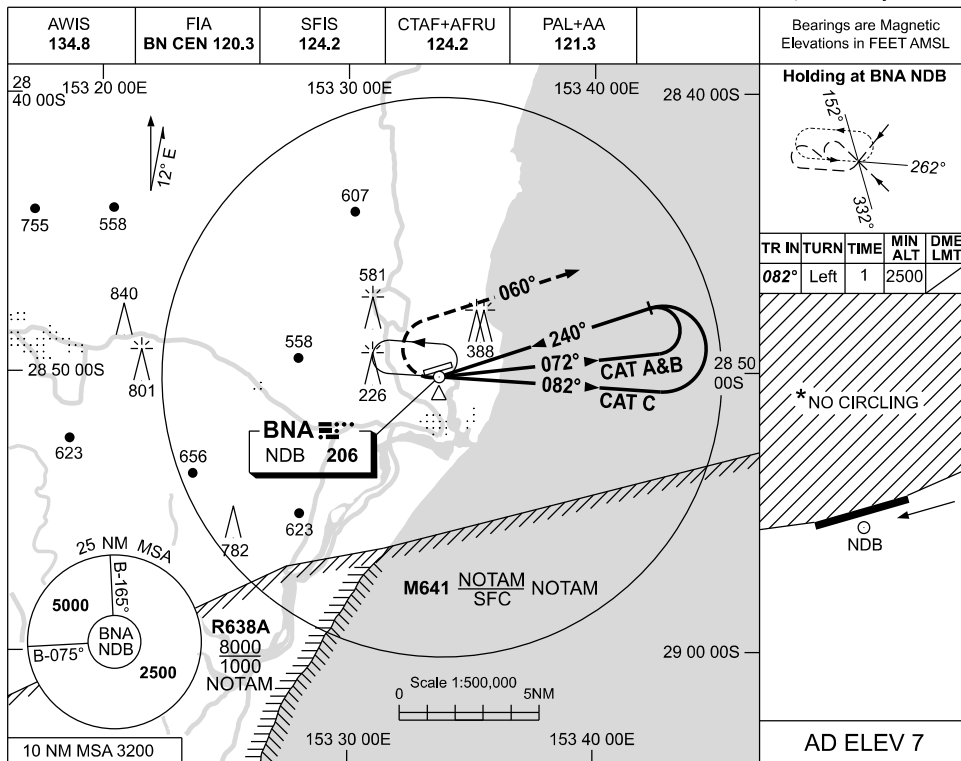 AWIS
134.8
FIA
BN CEN 120.3
SFIS
124.2
CTAF+AFRU
124.2
PAL+AA
121.3
Bearings are Magnetic
Elevations in FEET AMSL
28
40 00S
153 20 00E
153 30 00E
153 40 00E
28 40 00S
12° E
755
558
607
581
840
801
558
226
388
060°
240°
072°
CAT A&B
082°
CAT C
28 50 00S
28 50
00S
BNA
NDB 206
623
656
623
782
25 NM MSA
B-165°
5000
BNA
NDB
B-075°
2500
10 NM MSA 3200
R638A
8000
1000
NOTAM
M641 NOTAM
SFC
NOTAM
29 00 00S
Scale 1:500,000
0
5NM
153 30 00E
153 40 00E
Holding at BNA NDB
152°
262°
332°
TR IN
TURN
TIME
MIN
ALT
DME
LMT
082°
Left
1
2500
*NO CIRCLING
NDB
AD ELEV 7